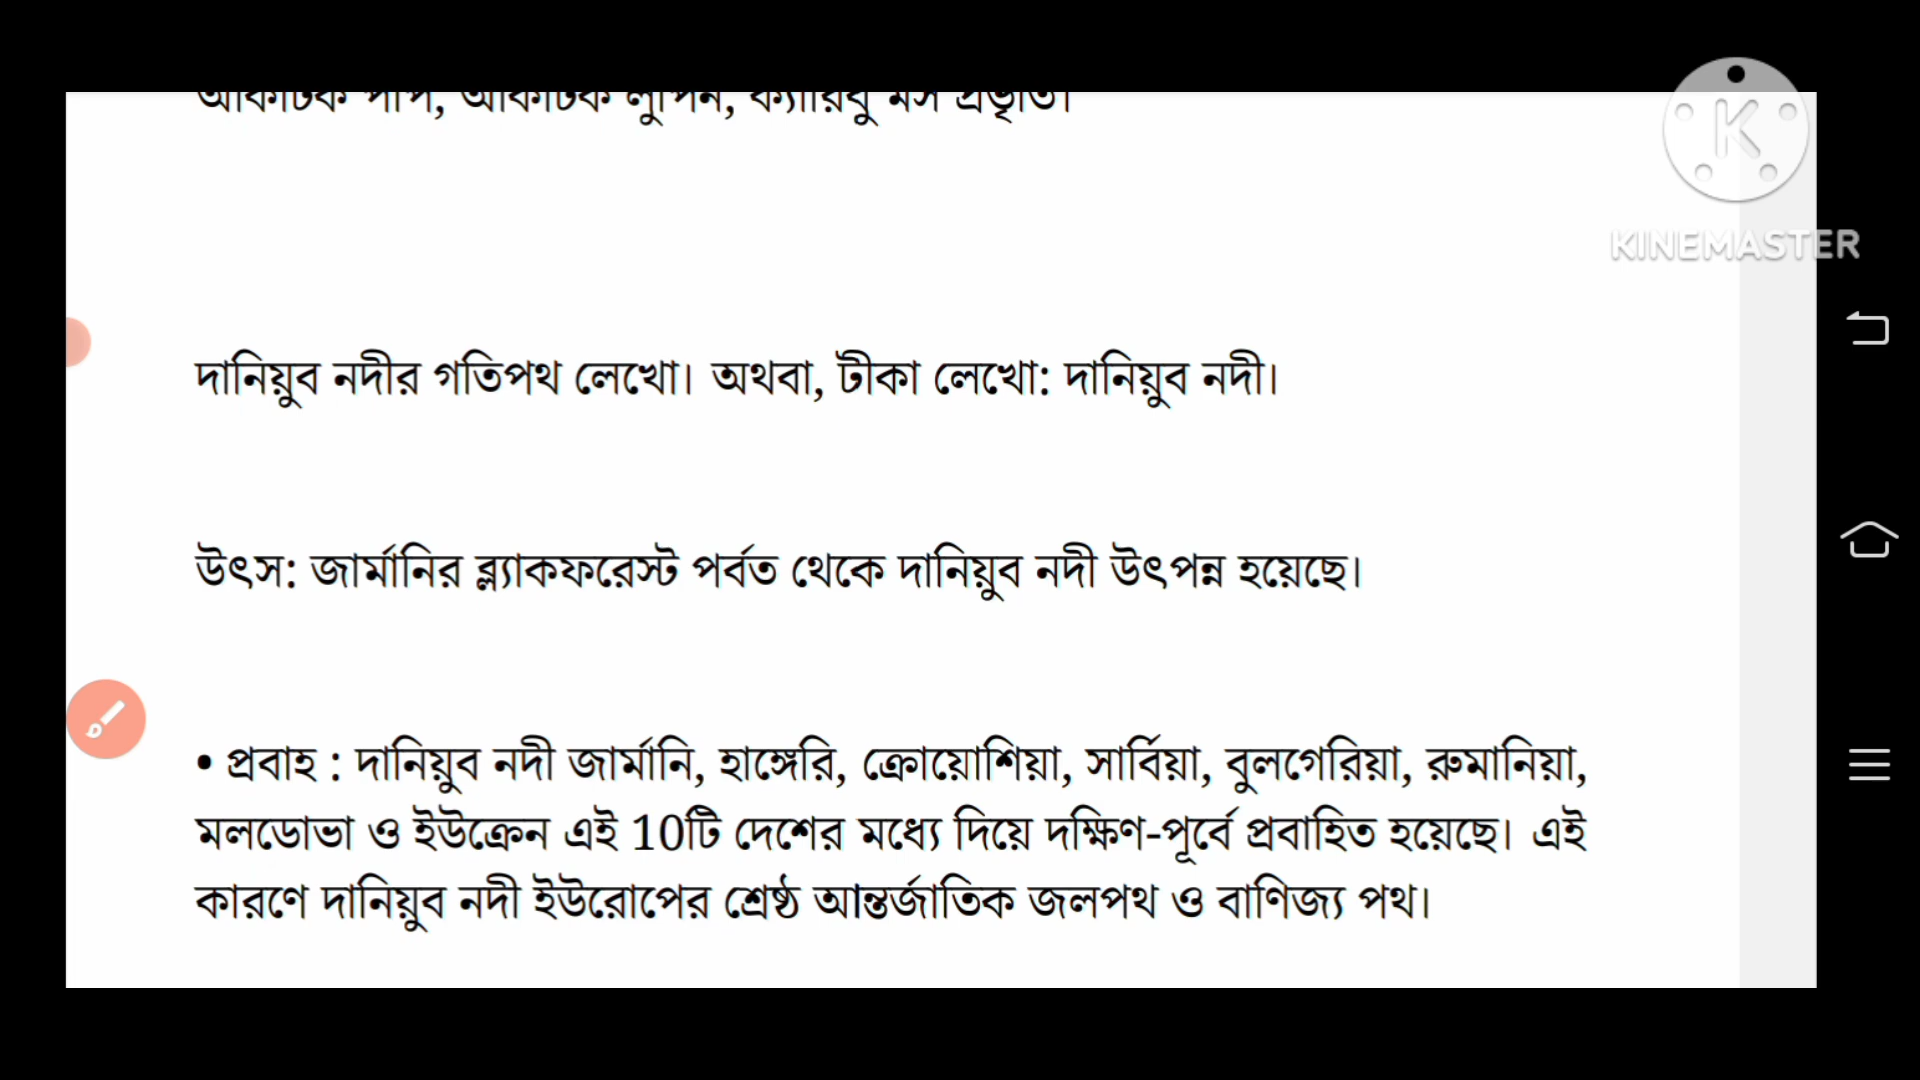 KINEMASTER
দানিয়ুব নদীর গতিপথ লেখো। অথবা, টীকা লেখো: দানিয়ুব নদী।
উৎস: জার্মানির ব্ল্যাকফরেস্ট পর্বত থেকে দানিয়ুব নদী উৎপন্ন হয়েছে।
• প্রবাহ : দানিয়ুব নদী জার্মানি, হাঙ্গেরি, ক্রোয়োশিয়া, সার্বিয়া, বুলগেরিয়া, রুমানিয়া,
মলডোভা ও ইউক্রেন এই 10টি দেশের মধ্যে দিয়ে দক্ষিণ-পূর্বে প্রবাহিত হয়েছে। এই
কারণে দানিয়ুব নদী ইউরোপের শ্রেষ্ঠ আন্তর্জাতিক জলপথ ও বাণিজ্য পথ।